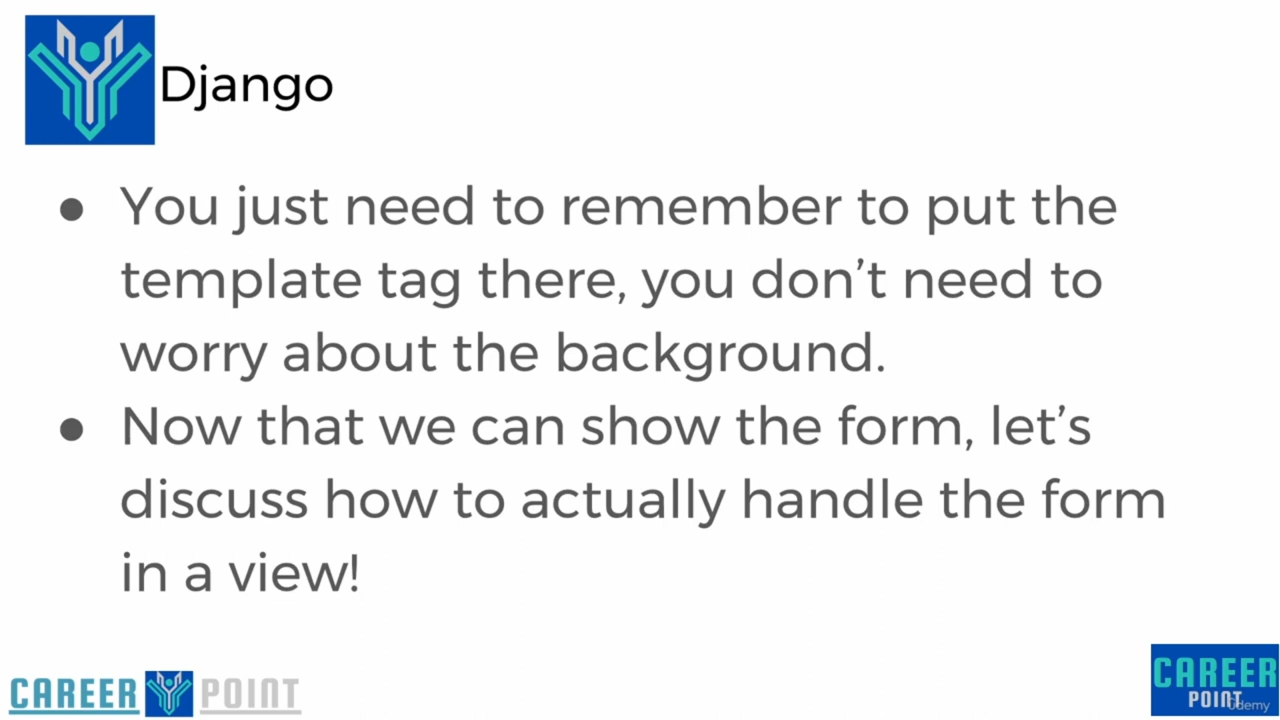 Django
● You just need to remember to put the
template tag there, you don’t need to
worry about the background.
● Now that we can show the form, let’s
discuss how to actually handle the form
in a view!
CAREER POINT
CAREER
POINT
Udemy